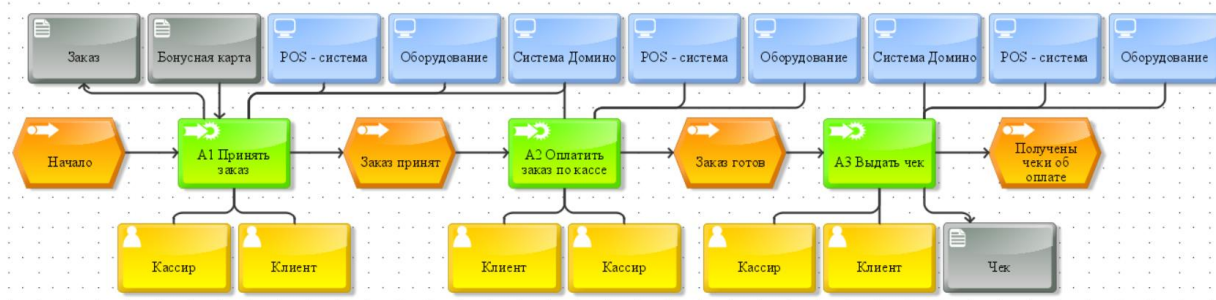 Заказ
Бонусная карта
POS - система
Оборудование
Система Домино
POS - система
Оборудование
Система Домино
POS - система
Оборудование
Начало
А1 Принять
заказ
Заказ принят
А2 Оплатить
заказ по кассе
Заказ готов
А3 Выдать чек
Получены
чеки об
оплате
Кассир
Клиент
Клиент
Кассир
Кассир
Клиент
Чек